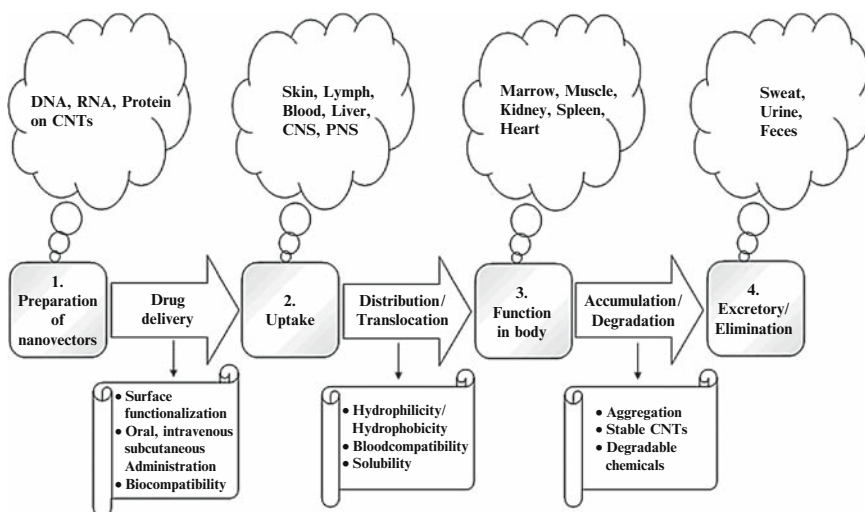 DNA, RNA, Protein
on CNTs
Skin, Lymph,
Blood, Liver,
CNS, PNS
Marrow, Muscle,
Kidney, Spleen,
Heart
Sweat,
Urine,
Feces
1.
Preparation
of
nanovectors
Drug
delivery
2.
Uptake
Distribution/
Translocation
3.
Function
in body
Accumulation/
Degradation
4.
Excretory/
Elimination
• Surface
functionalization
• Oral, intravenous
subcutaneous
Administration
• Biocompatibility
• Hydrophilicity/
Hydrophobicity
• Bloodcompatibility
• Solubility
• Aggregation
• Stable CNTs
• Degradable
chemicals